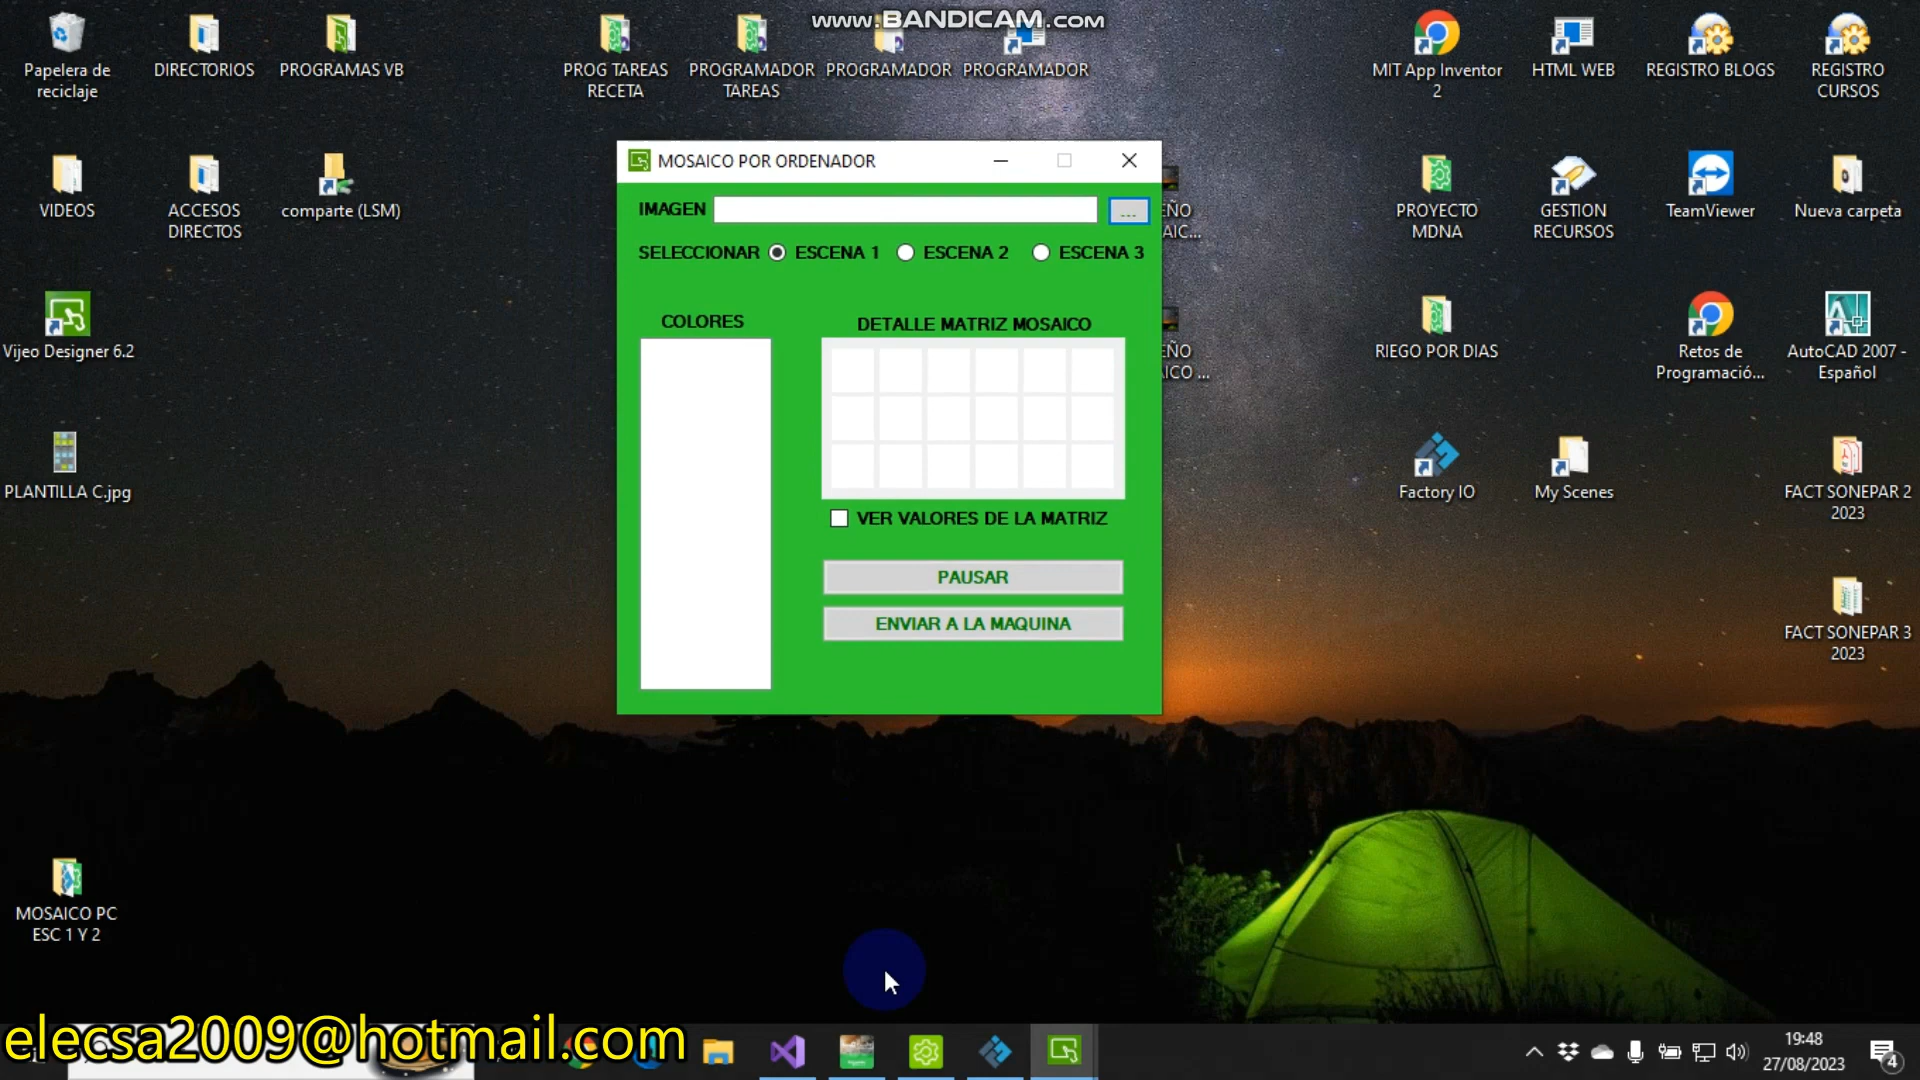 www.BANDICAM.com
Papelera de
reciclaje
DIRECTORIOS
PROGRAMAS VB
PROG TAREAS
RECETA
PROGRAMADOR
TAREAS
PROGRAMADOR
PROGRAMADOR
MIT App Inventor
2
HTML WEB
REGISTRO BLOGS
REGISTRO
CURSOS
VIDEOS
ACCESOS
DIRECTOS
comparte (LSM)
MOSAICO POR ORDENADOR
IMAGEN
...
SELECCIONAR
ESCENA 1
ESCENA 2
ESCENA 3
COLORES
DETALLE MATRIZ MOSAICO
VER VALORES DE LA MATRIZ
PAUSAR
ENVIAR A LA MAQUINA
ÑO
AIC...
ÑO
ICO ...
PROYECTO
MDNA
GESTION
RECURSOS
TeamViewer
Nueva carpeta
Vijeo Designer 6.2
RIEGO POR DIAS
Retos de
Programació...
AutoCAD 2007 -
Español
PLANTILLA C.jpg
Factory IO
My Scenes
FACT SONEPAR 2
2023
FACT SONEPAR 3
2023
MOSAICO PC
ESC 1 Y 2
elecsa2009@hotmail.com
19:48
27/08/2023
4